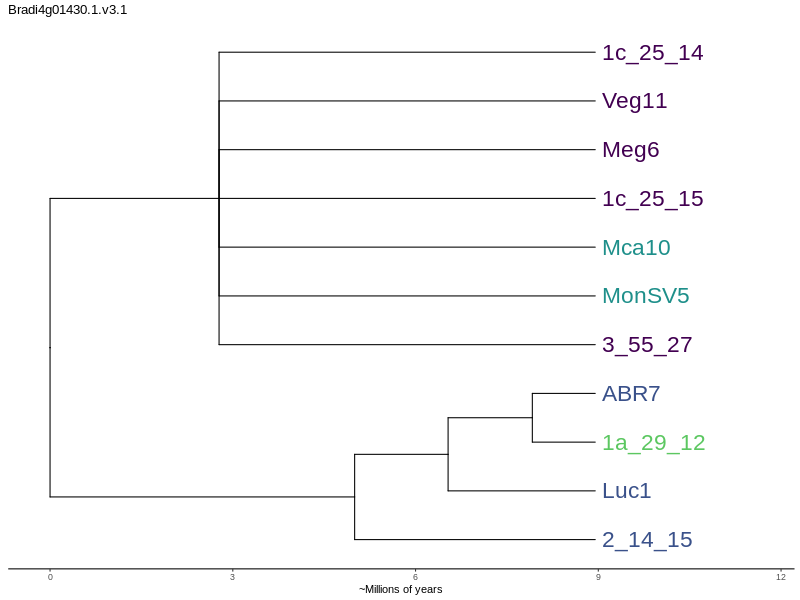 Bradi4g01430.1.v3.1
1c_25_14
Veg11
Meg6
1c_25_15
Mca10
MonSV5
3_55_27
ABR7
1a_29_12
Luc1
2_14_15
0 3 6 9 12
~Millions of years